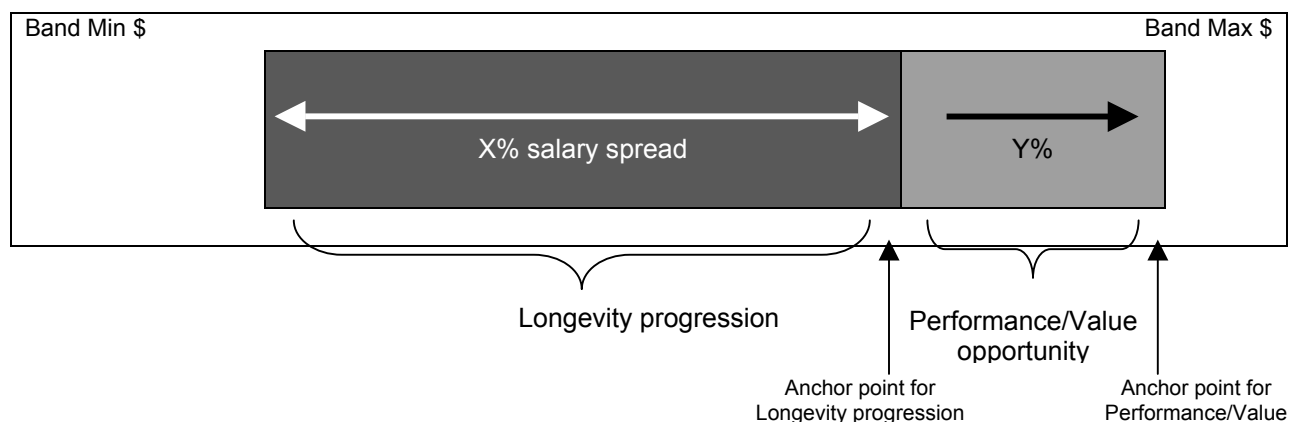 Band Min $
Band Max $
X% salary spread
Y%
Longevity progression
Performance/Value
opportunity
Anchor point for
Longevity progression
Anchor point for
Performance/Value